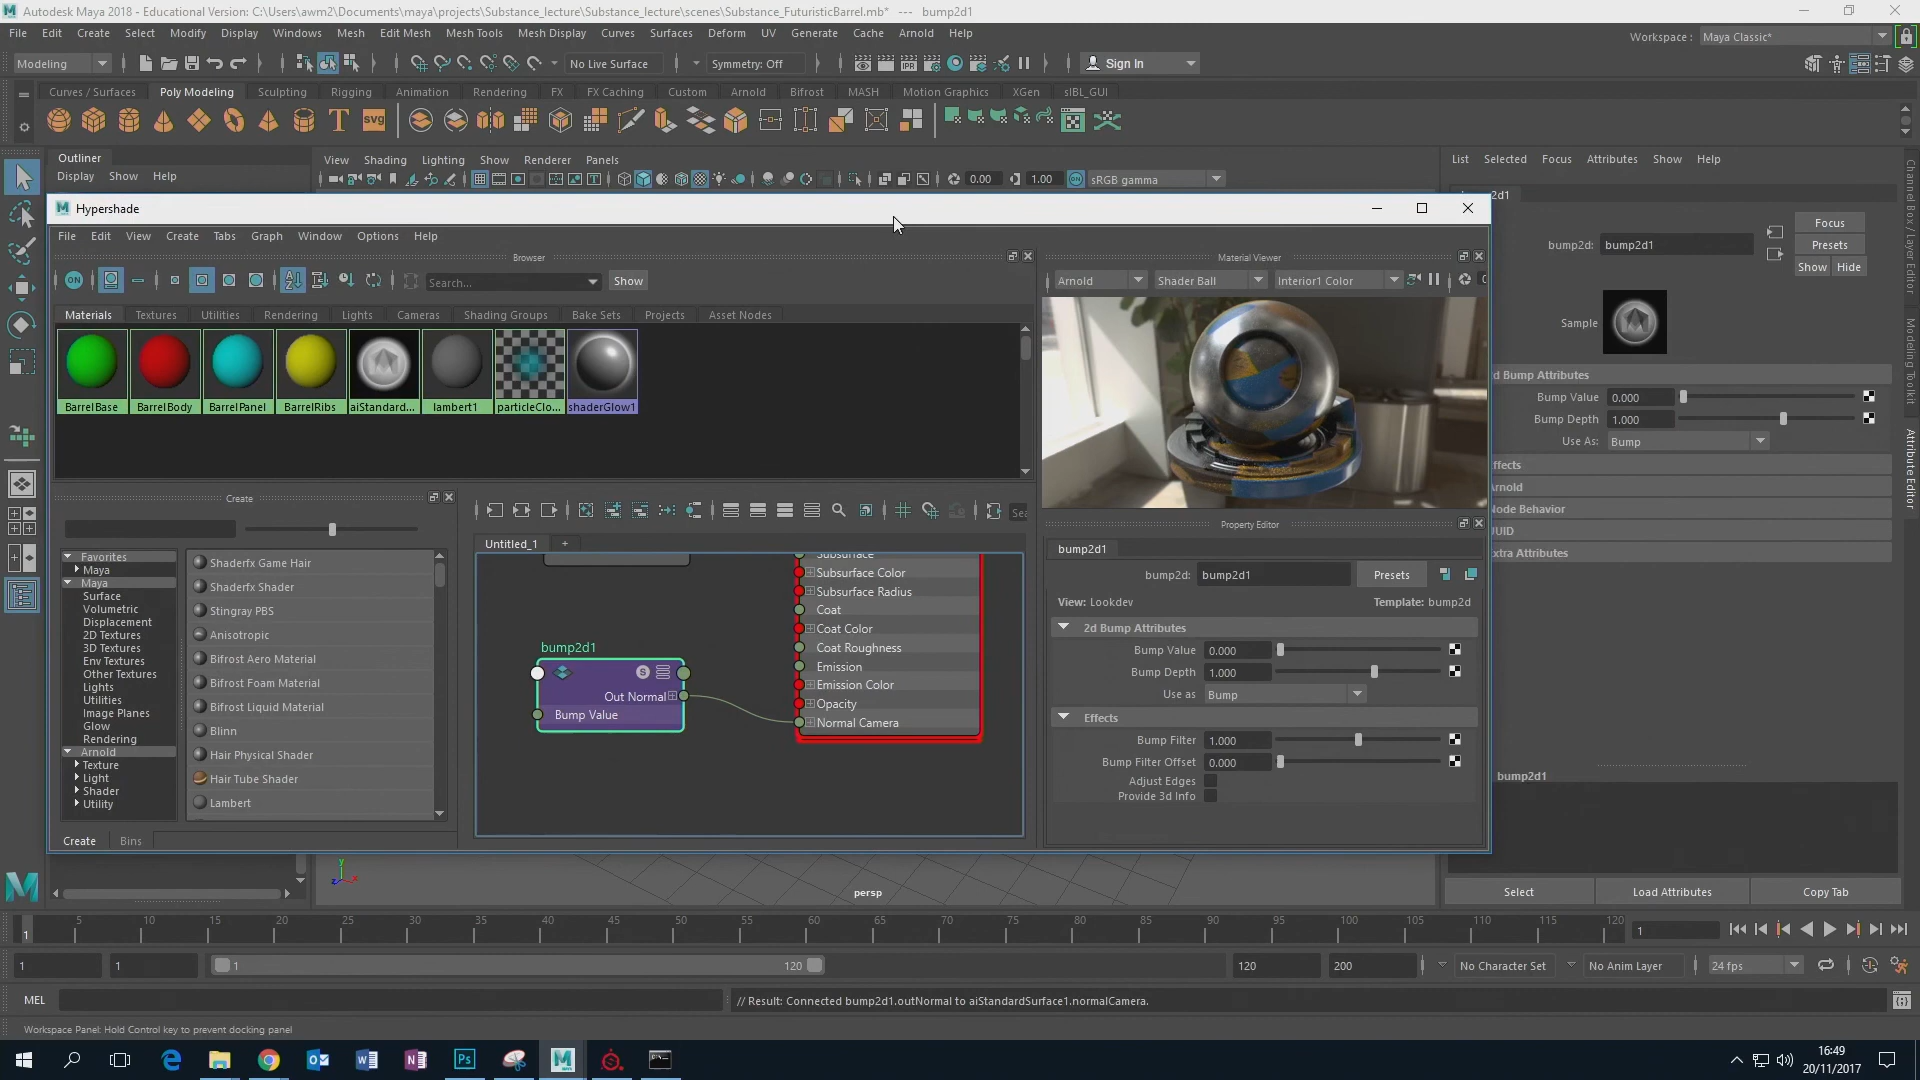 Autodesk Maya 2018 - Educational Version: C:\Users\awm2\Documents\maya\projects\Substance_lecture\Substance_lecture\scenes\Substance_FuturisticBarrel.mb* --- bump2d1
File Edit Create Select Modify Display Windows Mesh Edit Mesh Mesh Tools Mesh Display Curves Surfaces Deform UV Generate Cache Arnold Help
Workspace : Maya Classic*
Modeling No Live Surface Symmetry: Off Sign In
Curves / Surfaces Poly Modeling Sculpting Rigging Animation Rendering FX FX Caching Custom Arnold Bifrost MASH Motion Graphics XGen sIBL_GUI
Outliner
Display Show Help
View Shading Lighting Show Renderer Panels
0.00 1.00 sRGB gamma
List Selected Focus Attributes Show Help
Hypershade
File Edit View Create Tabs Graph Window Options Help
Browser
Search... Show
Materials Textures Utilities Rendering Lights Cameras Shading Groups Bake Sets Projects Asset Nodes
BarrelBase BarrelBody BarrelPanel BarrelRibs aiStandard... lambert1 particleClo... shaderGlow1
Material Viewer
Arnold Shader Ball Interior1 Color
Create
Favorites
Maya
Maya
Surface
Volumetric
Displacement
2D Textures
3D Textures
Env Textures
Other Textures
Lights
Utilities
Image Planes
Glow
Rendering
Arnold
Texture
Light
Shader
Utility
Shaderfx Game Hair
Shaderfx Shader
Stingray PBS
Anisotropic
Bifrost Aero Material
Bifrost Foam Material
Bifrost Liquid Material
Blinn
Hair Physical Shader
Hair Tube Shader
Lambert
Create Bins
Sea
Untitled_1 +
bump2d1
Out Normal
Bump Value
Subsurface
Subsurface Color
Subsurface Radius
Coat
Coat Color
Coat Roughness
Emission
Emission Color
Opacity
Normal Camera
Property Editor
bump2d1
bump2d: bump2d1 Presets
View: Lookdev Template: bump2d
2d Bump Attributes
Bump Value 0.000
Bump Depth 1.000
Use as Bump
Effects
Bump Filter 1.000
Bump Filter Offset 0.000
Adjust Edges
Provide 3d Info
2d1
Focus
bump2d: bump2d1 Presets
Show Hide
Sample
d Bump Attributes
Bump Value 0.000
Bump Depth 1.000
Use As: Bump
ffects
rnold
Node Behavior
UUID
xtra Attributes
bump2d1
Select Load Attributes Copy Tab
Channel Box / Layer Editor
Modeling Toolkit
Attribute Editor
persp
y
z x
1 5 10 15 20 25 30 35 40 45 50 55 60 65 70 75 80 85 90 95 100 105 110 115 120 1
1 1 1 120 120 200 No Character Set No Anim Layer 24 fps
MEL // Result: Connected bump2d1.outNormal to aiStandardSurface1.normalCamera.
Workspace Panel: Hold Control key to prevent docking panel
16:49
20/11/2017